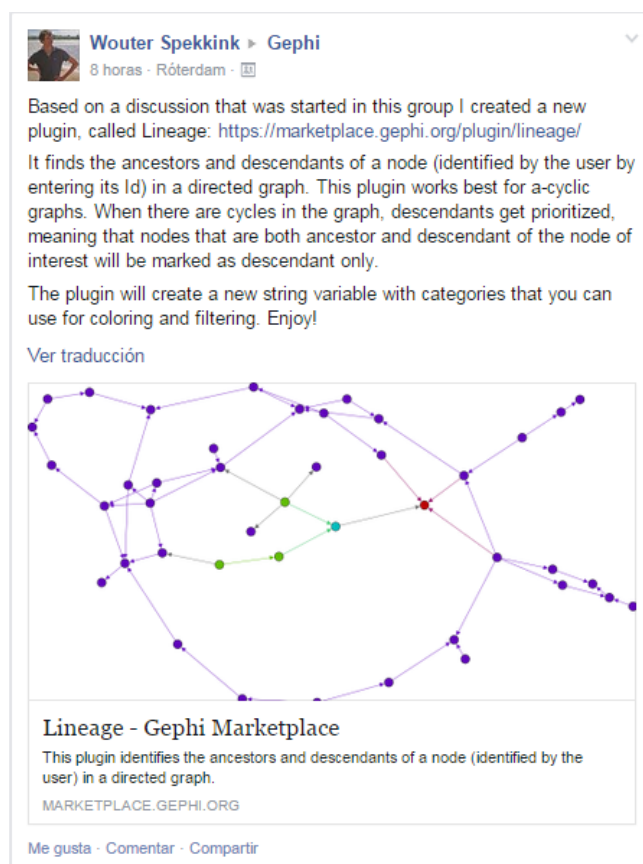 Wouter Spekkink ▸ Gephi
8 horas · Róterdam ·
Based on a discussion that was started in this group I created a new
plugin, called Lineage: https://marketplace.gephi.org/plugin/lineage/
It finds the ancestors and descendants of a node (identified by the user by
entering its Id) in a directed graph. This plugin works best for a-cyclic
graphs. When there are cycles in the graph, descendants get prioritized,
meaning that nodes that are both ancestor and descendant of the node of
interest will be marked as descendant only.
The plugin will create a new string variable with categories that you can
use for coloring and filtering. Enjoy!
Ver traducción
Lineage - Gephi Marketplace
This plugin identifies the ancestors and descendants of a node (identified by the
user) in a directed graph.
MARKETPLACE.GEPHI.ORG
Me gusta · Comentar · Compartir